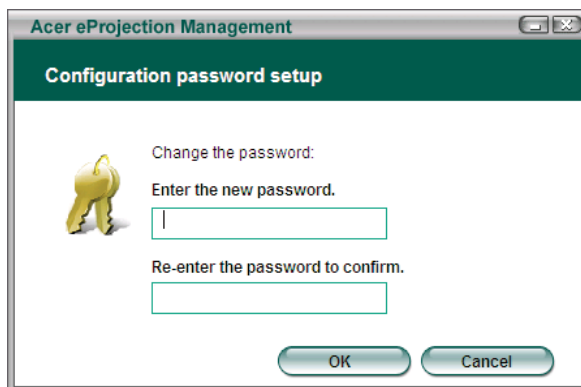 Acer eProjection Management
Configuration password setup
Change the password:
Enter the new password.
Re-enter the password to confirm.
OK
Cancel